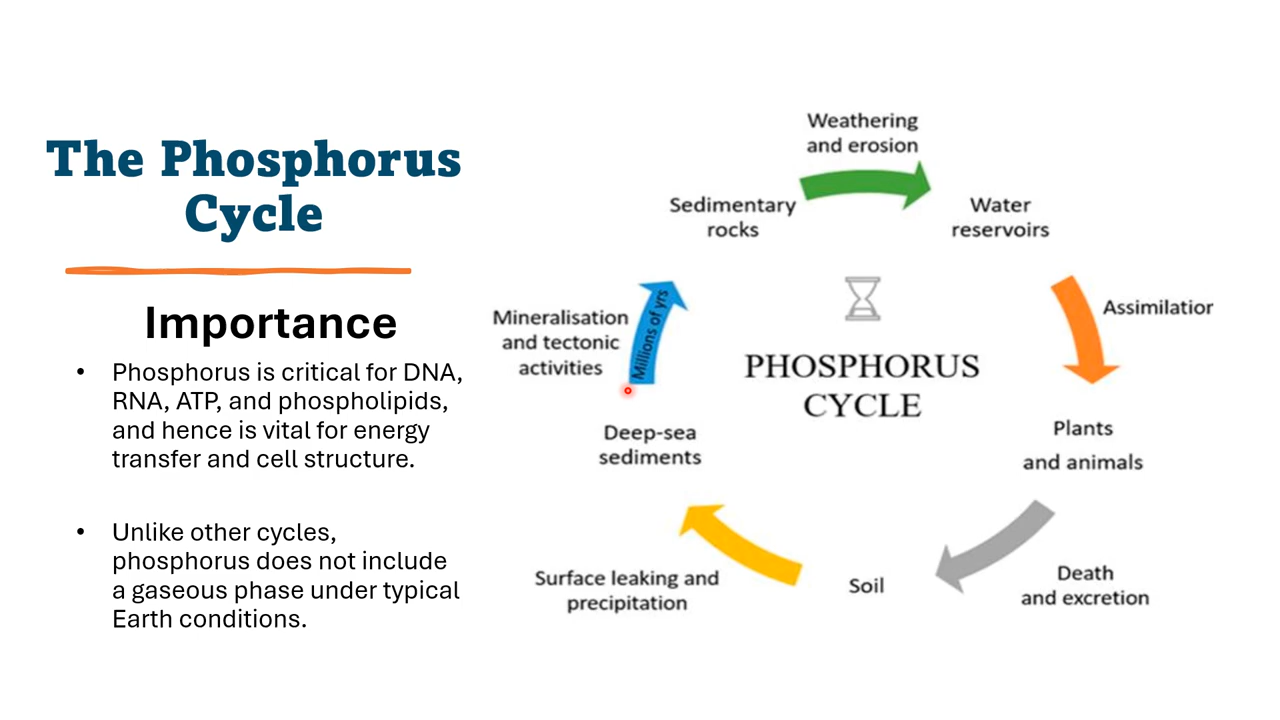 The Phosphorus
Cycle
Importance
• Phosphorus is critical for DNA,
RNA, ATP, and phospholipids,
and hence is vital for energy
transfer and cell structure.
• Unlike other cycles,
phosphorus does not include
a gaseous phase under typical
Earth conditions.
Weathering
and erosion
Sedimentary
rocks
Water
reservoirs
Assimilatior
Mineralisation
and tectonic
activities
Millions of yrs
PHOSPHORUS
CYCLE
Deep-sea
sediments
Plants
and animals
Surface leaking and
precipitation
Soil
Death
and excretion